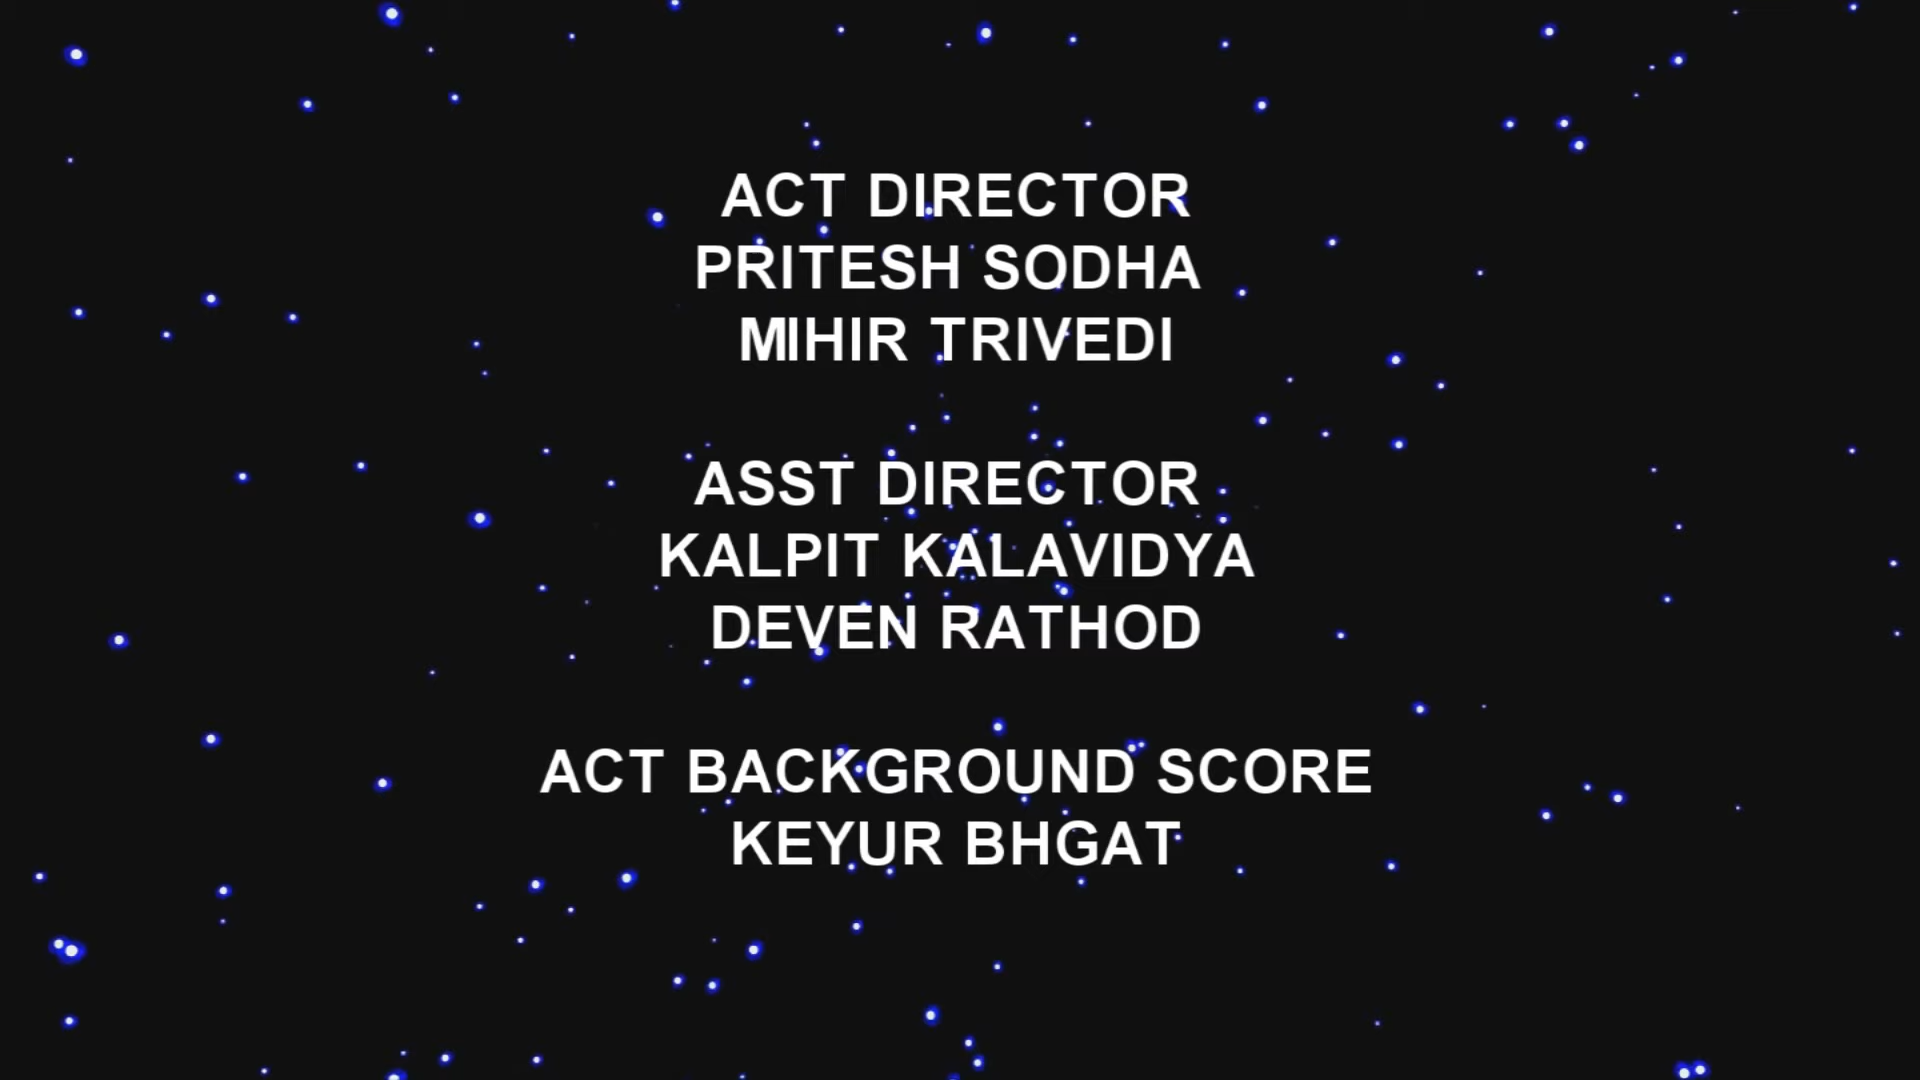 ACT DIRECTOR
PRITESH SODHA
MIHIR TRIVEDI
ASST DIRECTOR
KALPIT KALAVIDYA
DEVEN RATHOD
ACT BACKGROUND SCORE
KEYUR BHGAT